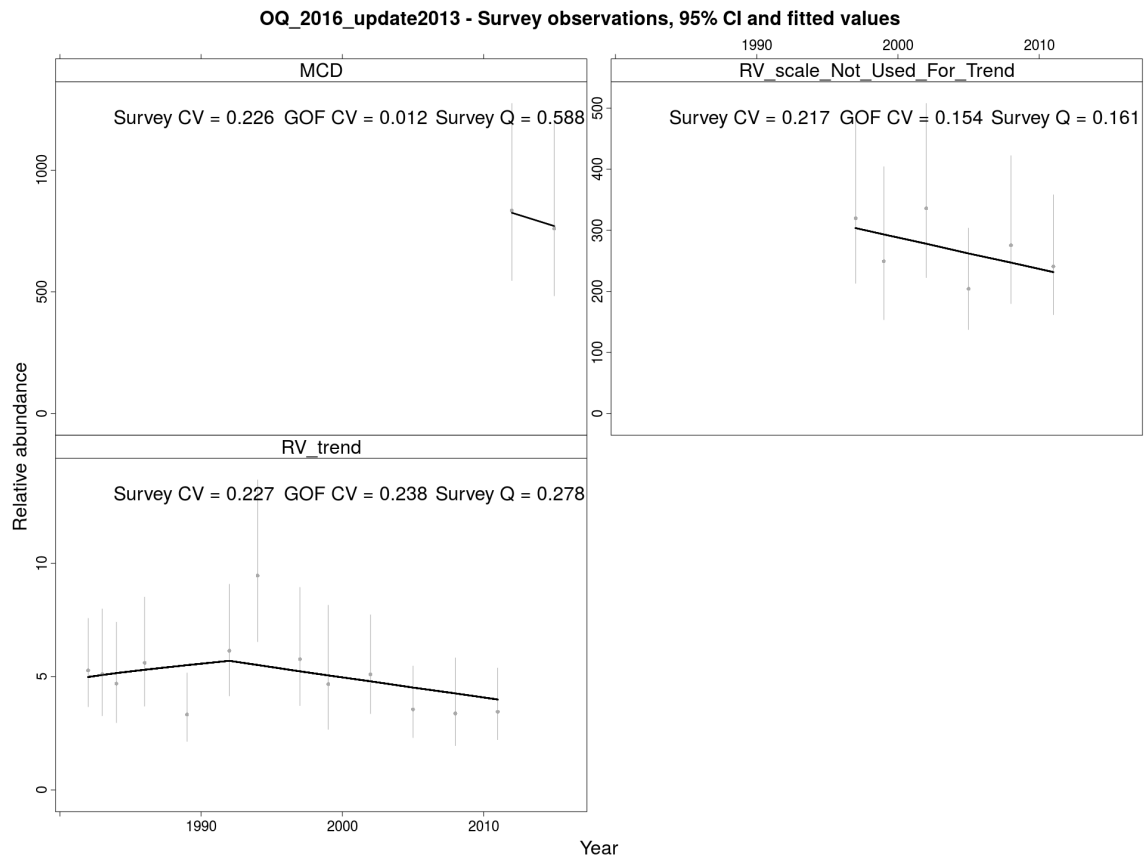 OQ_2016_update2013 - Survey observations, 95% CI and fitted values
1990 2000 2010
MCD
RV_scale_Not_Used_For_Trend
Survey CV = 0.226 GOF CV = 0.012 Survey Q = 0.588
Survey CV = 0.217 GOF CV = 0.154 Survey Q = 0.161
1000
500
0
500
400
300
200
100
0
RV_trend
Survey CV = 0.227 GOF CV = 0.238 Survey Q = 0.278
10
5
0
Relative abundance
1990 2000 2010
Year